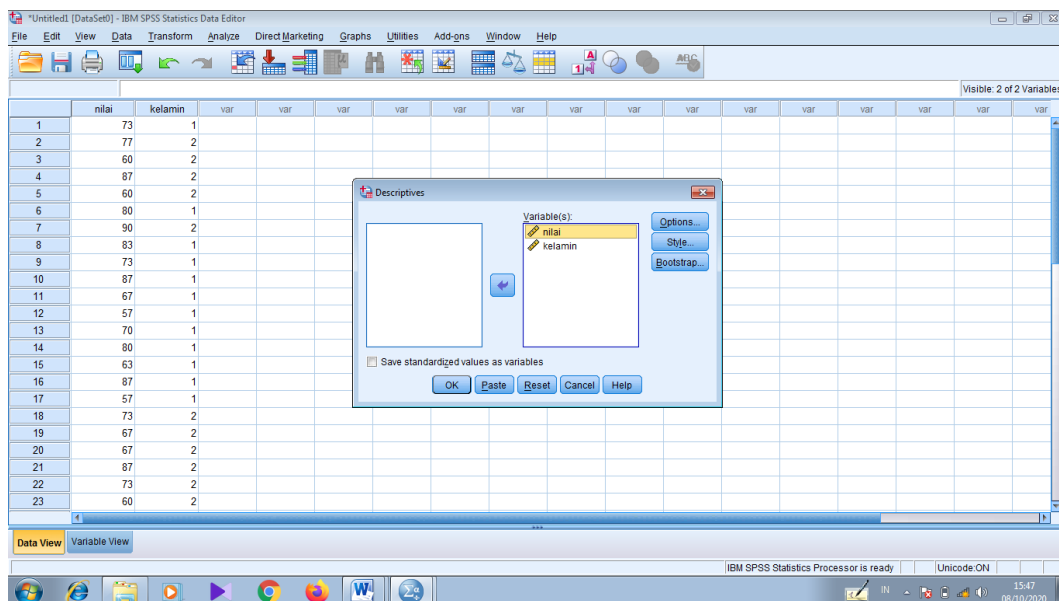 *Untitled1 [DataSet0] - IBM SPSS Statistics Data Editor
File Edit View Data Transform Analyze Direct Marketing Graphs Utilities Add-ons Window Help
Visible: 2 of 2 Variables
nilai kelamin var var var var var var var var var var var var var var
1 73 1
2 77 2
3 60 2
4 87 2
5 60 2
6 80 1
7 90 2
8 83 1
9 73 1
10 87 1
11 67 1
12 57 1
13 70 1
14 80 1
15 63 1
16 87 1
17 57 1
18 73 2
19 67 2
20 67 2
21 87 2
22 73 2
23 60 2
Descriptives
Variable(s):
nilai
kelamin
Options...
Style...
Bootstrap...
Save standardized values as variables
OK Paste Reset Cancel Help
Data View Variable View
IBM SPSS Statistics Processor is ready Unicode:ON
IN 15:47
08/10/2020